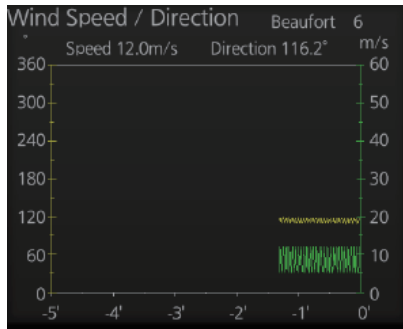 Wind Speed / Direction Beaufort 6
° Speed 12.0m/s Direction 116.2° m/s
360 60
300 50
240 40
180 30
120 20
60 10
0 0
-5' -4' -3' -2' -1' 0'